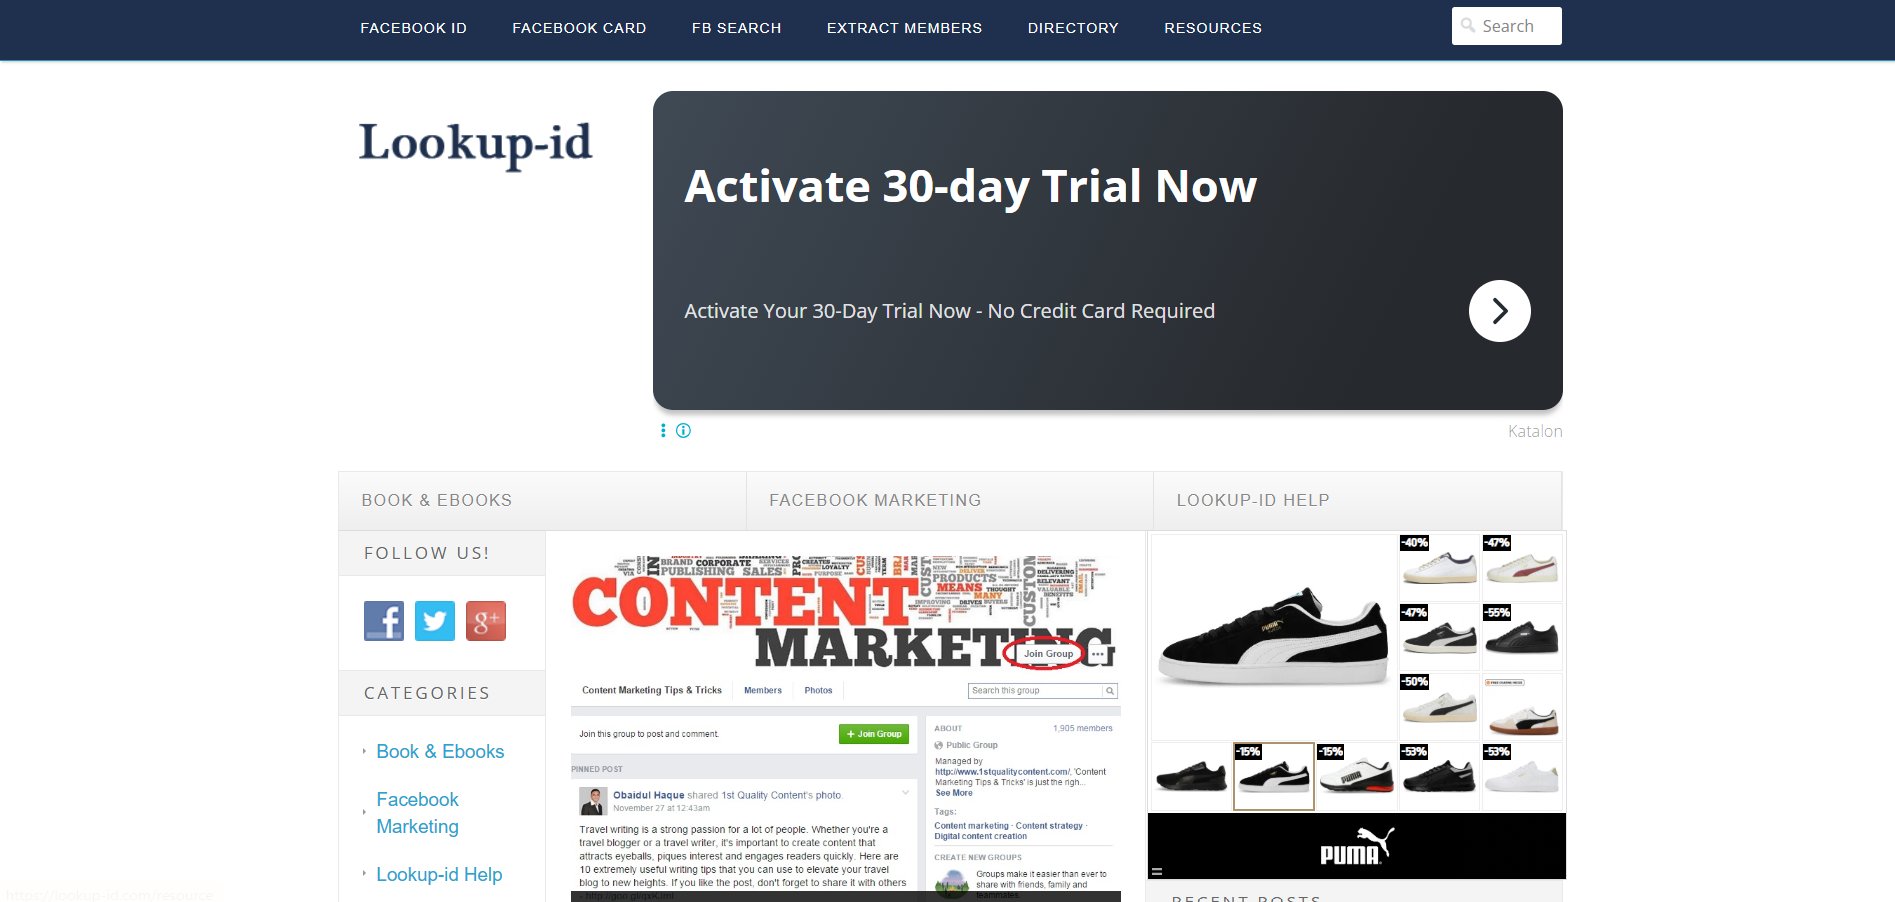 FACEBOOK ID
FACEBOOK CARD
FB SEARCH
EXTRACT MEMBERS
DIRECTORY
RESOURCES
Search
Lookup-id
Activate 30-day Trial Now
Activate Your 30-Day Trial Now - No Credit Card Required
Katalon
BOOK & EBOOKS
FACEBOOK MARKETING
LOOKUP-ID HELP
FOLLOW US!
CATEGORIES
Book & Ebooks
Facebook
Marketing
Lookup-id Help
https://lookup-id.com/resource
BRAND CORPORATE SERVICES
PUBLISHING SALES
PRODUCTS
MEANS
MANY
THOUGHT
CONTENT
MARKETING
Join Group
Content Marketing Tips & Tricks
Members
Photos
Search this group
Join this group to post and comment.
+ Join Group
PINNED POST
Obaidul Haque shared 1st Quality Content's photo.
November 27 at 12:43am
Travel writing is a strong passion for a lot of people. Whether you're a
travel blogger or a travel writer, it's important to create content that
attracts eyeballs, piques interest and engages readers quickly. Here are
10 extremely useful writing tips that you can use to elevate your travel
blog to new heights. If you like the post, don't forget to share it with others
ABOUT
1,905 members
Public Group
Managed by
http://www.1stqualitycontent.com/, 'Content
Marketing Tips & Tricks' is just the righ...
See More
Tags:
Content marketing · Content strategy ·
Digital content creation
CREATE NEW GROUPS
Groups make it easier than ever to
share with friends, family and
teammates.
-40%
-47%
-47%
-55%
-50%
-15%
-15%
-53%
-53%
PUMA
RECENT POSTS